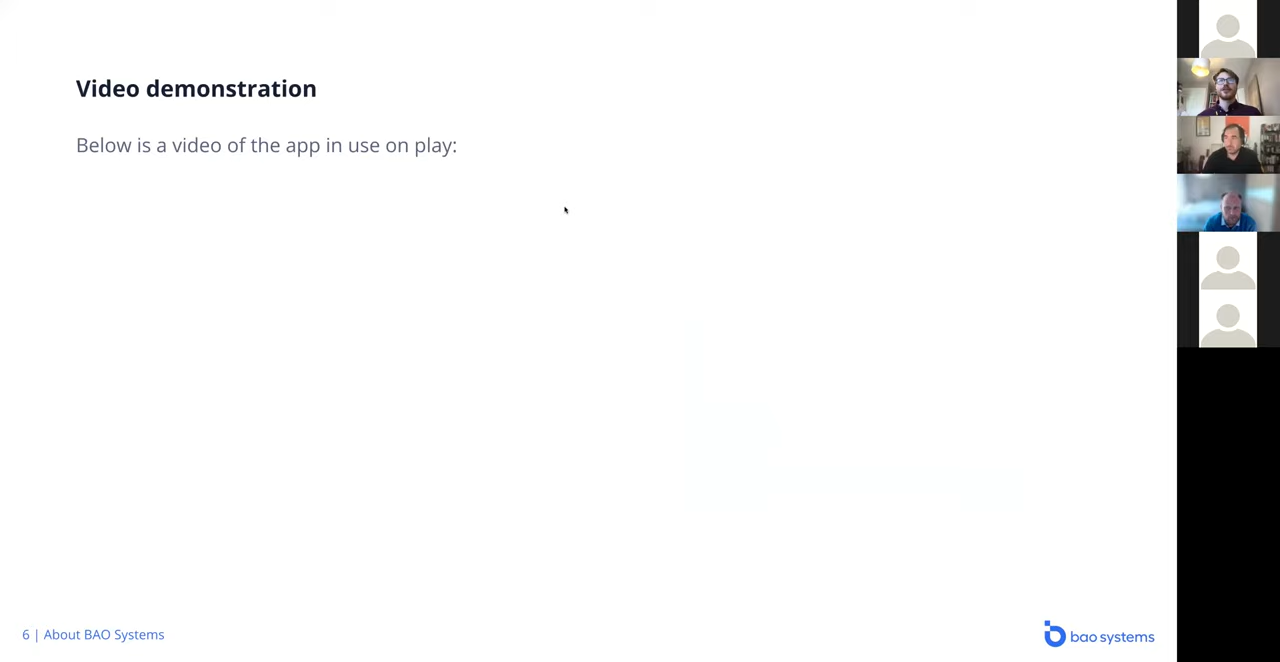 Video demonstration
Below is a video of the app in use on play:
6 | About BAO Systems
bao systems